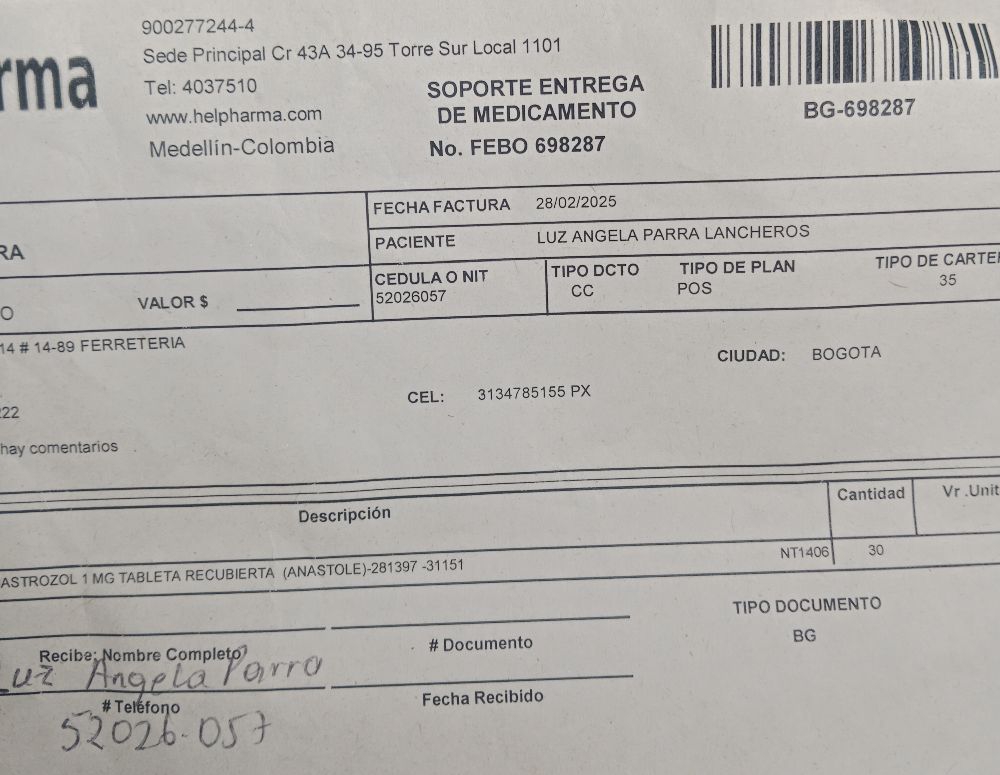 rma
900277244-4
Sede Principal Cr 43A 34-95 Torre Sur Local 1101
Tel: 4037510
www.helpharma.com
Medellín-Colombia
SOPORTE ENTREGA
DE MEDICAMENTO
No. FEBO 698287
BG-698287
FECHA FACTURA 28/02/2025
RA
PACIENTE LUZ ANGELA PARRA LANCHEROS
CEDULA O NIT TIPO DCTO TIPO DE PLAN TIPO DE CARTE
52026057 CC POS 35
O VALOR $
14 # 14-89 FERRETERIA
CIUDAD: BOGOTA
CEL: 3134785155 PX
222
hay comentarios
Descripción Cantidad Vr .Unit
ASTROZOL 1 MG TABLETA RECUBIERTA (ANASTOLE)-281397 -31151 NT1406 30
TIPO DOCUMENTO
BG
Recibe: Nombre Completo # Documento
Luz Angela Parra
# Teléfono Fecha Recibido
52026-057